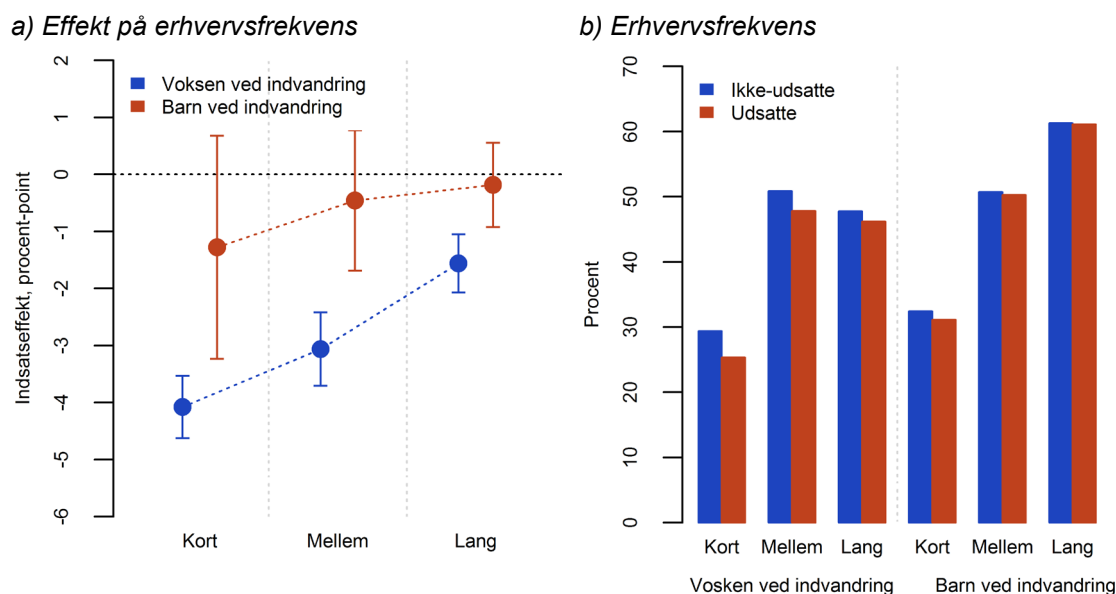 a) Effekt på erhvervsfrekvens
Indsatseffekt, procent-point
2
1
0
-1
-2
-3
-4
-5
-6
Voksen ved indvandring
Barn ved indvandring
Kort Mellem Lang
b) Erhvervsfrekvens
Procent
70
60
50
40
30
20
10
0
Ikke-udsatte
Udsatte
Kort Mellem Lang Kort Mellem Lang
Vosken ved indvandring Barn ved indvandring